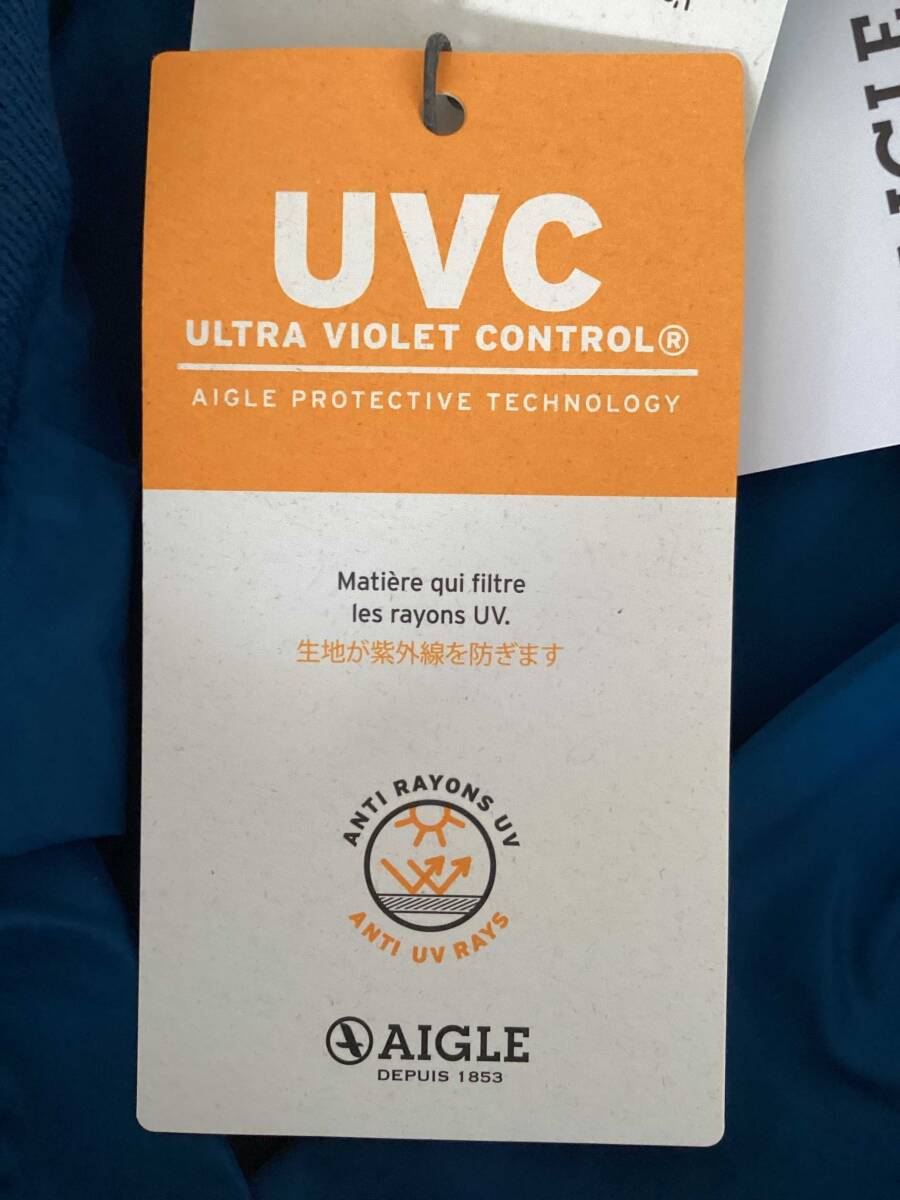 UVC
ULTRA VIOLET CONTROL®
AIGLE PROTECTIVE TECHNOLOGY
Matière qui filtre
les rayons UV.
生地が紫外線を防ぎます
ANTI RAYONS UV
ANTI UV RAYS
AIGLE
DEPUIS 1853